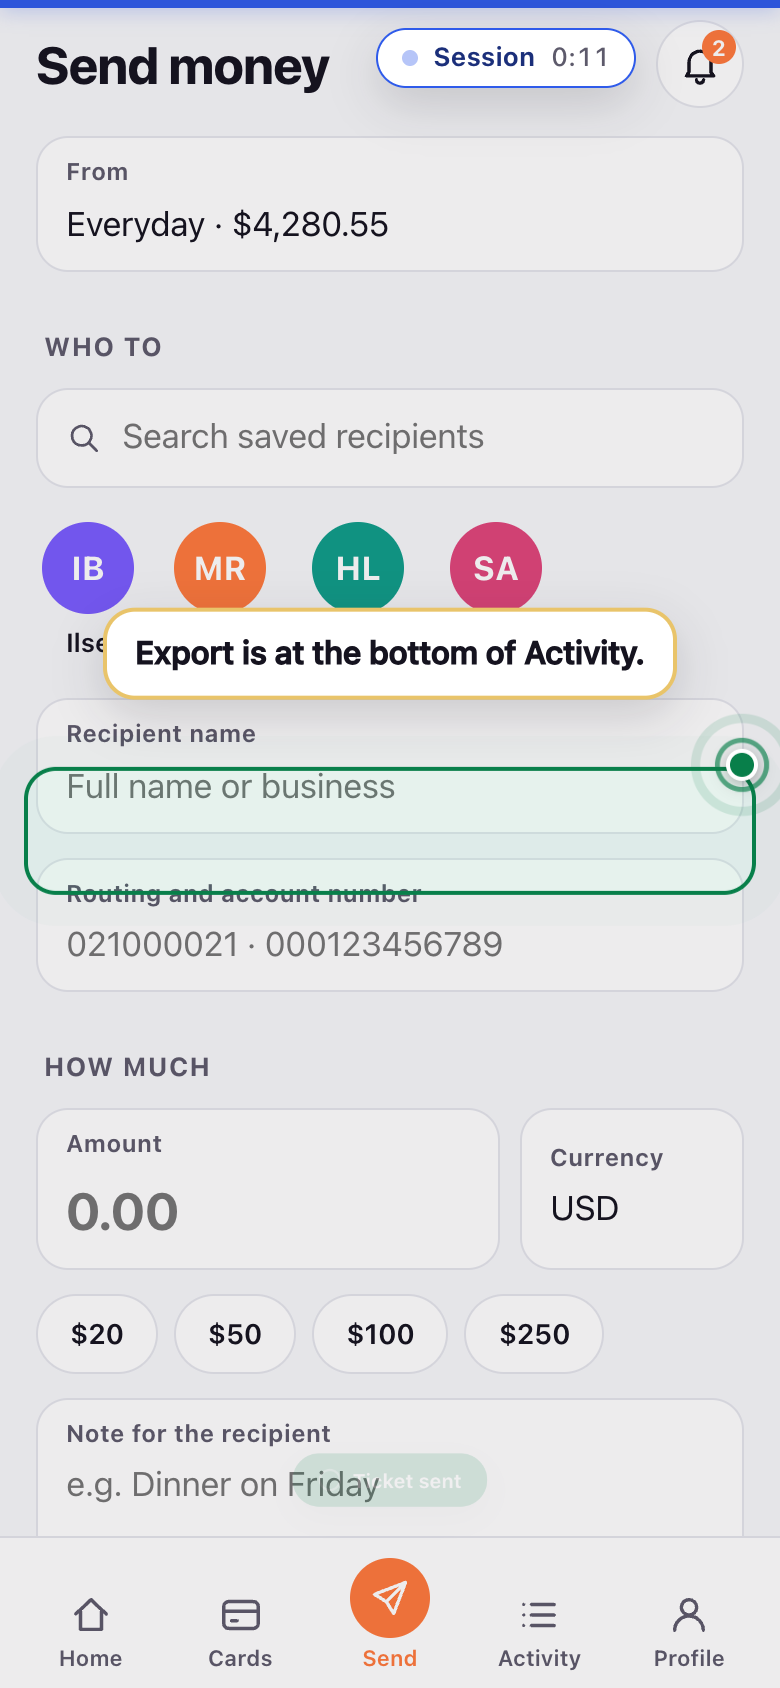 Send money
Session 0:11
2
From
Everyday · $4,280.55
WHO TO
Search saved recipients
IB
MR
HL
SA
Ilse
Export is at the bottom of Activity.
Recipient name
Full name or business
Routing and account number
021000021 · 000123456789
HOW MUCH
Amount
0.00
Currency
USD
$20
$50
$100
$250
Note for the recipient
e.g. Dinner on Friday
Ticket sent
Home
Cards
Send
Activity
Profile